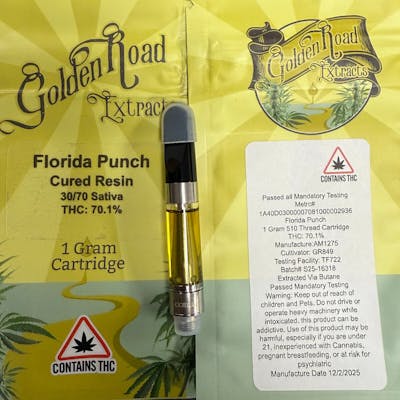 Golden Road
Extracts
Florida Punch
Cured Resin
30/70 Sativa
THC: 70.1%
1 Gram
Cartridge
CONTAINS THC
Golden Road
Extracts
CONTAINS THC
Passed all Mandatory Testing
Metrc#
1A40D0300007081000002936
Florida Punch
1 Gram 510 Thread Cartridge
THC: 70.1%
Manufacture:AM1275
Cultivator: GR849
Testing Facility: TF722
Batch# S25-16318
Extracted Via Butane
Passed Mandatory Testing
Warning: Keep out of reach of
children and Pets. Do not drive or
operate heavy machinery while
intoxicated, this product can be
addictive. Use of this product may be
harmful, especially if you are under
21, inexperienced with Cannabis,
pregnant breastfeeding, or at risk for
psychiatric
Manufacture Date 12/2/2025